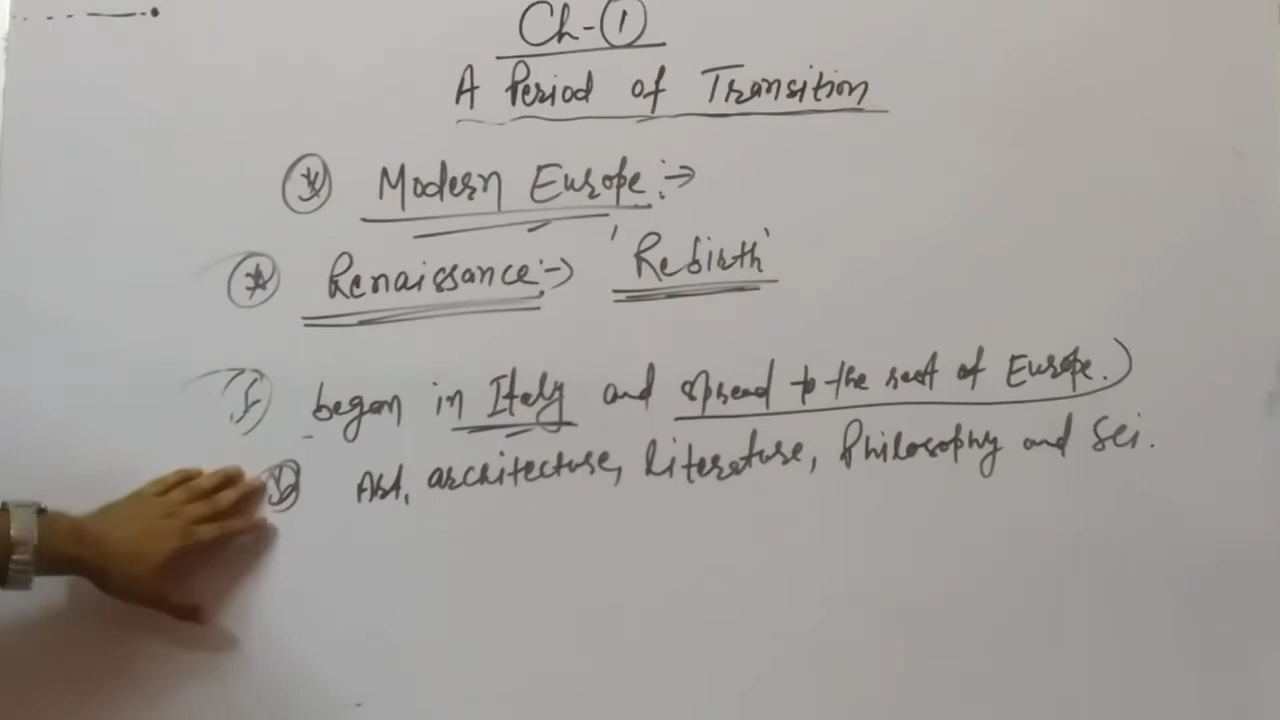 Ch-①
A Period of Transition
Modern Europe :→
Renaissance :→ 'Rebirth'
began in Italy and spread to the rest of Europe.)
Art, architecture, literature, Philosophy and Sci.